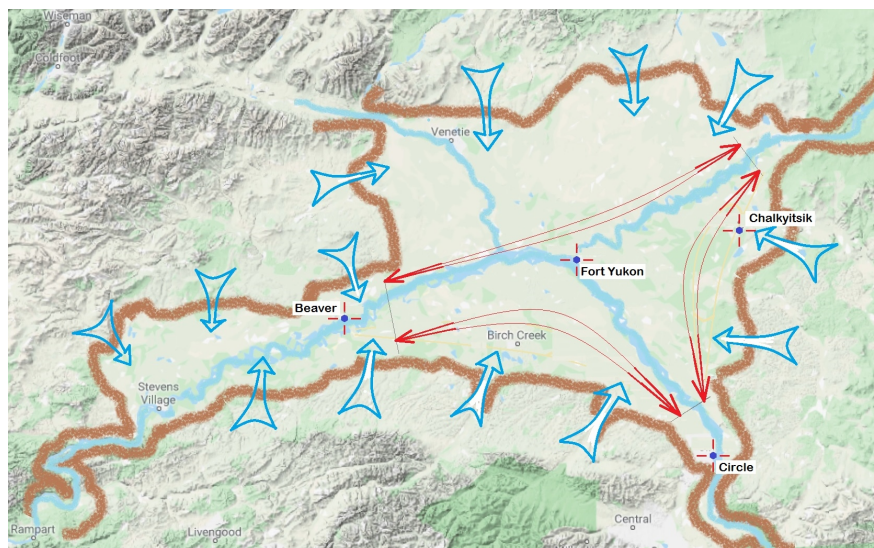 Wiseman
Coldfoot
Venetie
Chalkyitsik
Fort Yukon
Beaver
Birch Creek
Stevens
Village
Circle
Central
Rampart
Livengood